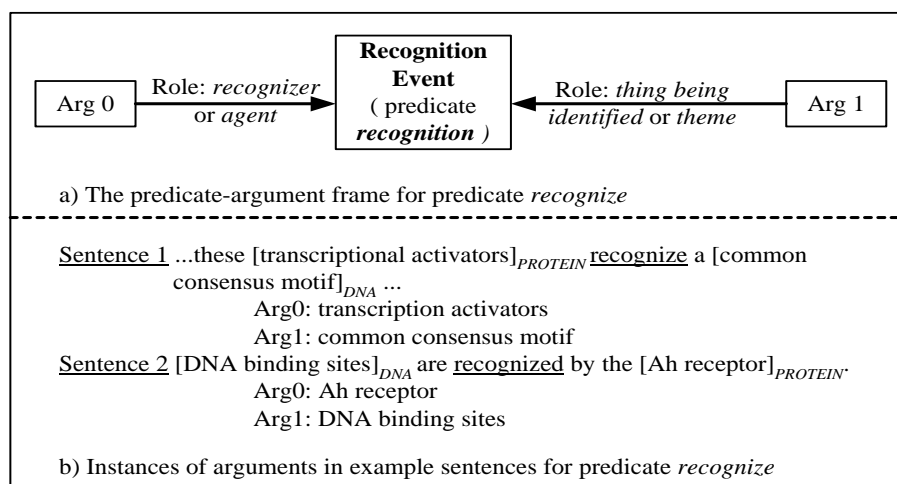 Recognition
Event
( predicate
recognition )
Arg 0
Role: recognizer
or agent
Role: thing being
identified or theme
Arg 1
a) The predicate-argument frame for predicate recognize
Sentence 1 ...these [transcriptional activators]PROTEIN recognize a [common
consensus motif]DNA ...
Arg0: transcription activators
Arg1: common consensus motif
Sentence 2 [DNA binding sites]DNA are recognized by the [Ah receptor]PROTEIN.
Arg0: Ah receptor
Arg1: DNA binding sites
b) Instances of arguments in example sentences for predicate recognize